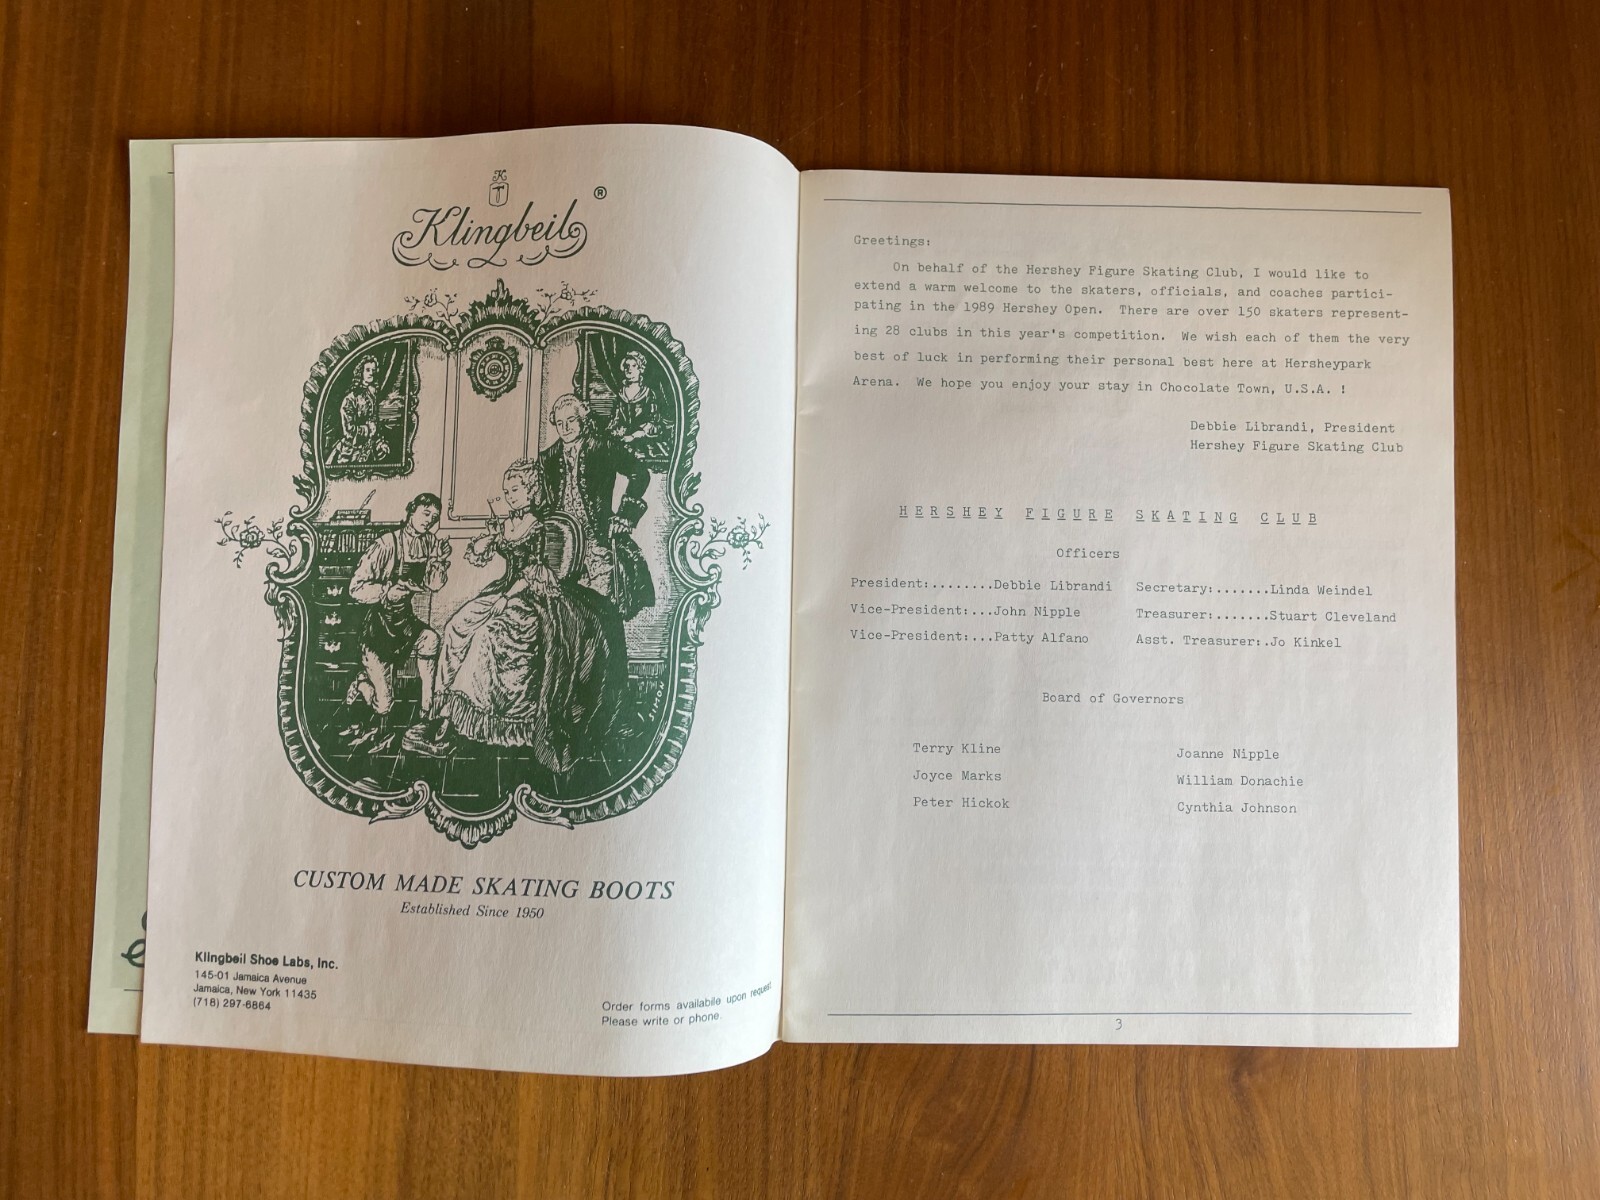 K
T
Klingbeil®
SIMON
CUSTOM MADE SKATING BOOTS
Established Since 1950
Klingbeil Shoe Labs, Inc.
145-01 Jamaica Avenue
Jamaica, New York 11435
(718) 297-6864
Order forms availabile upon request.
Please write or phone.
Greetings:
On behalf of the Hershey Figure Skating Club, I would like to
extend a warm welcome to the skaters, officials, and coaches partici-
pating in the 1989 Hershey Open. There are over 150 skaters represent-
ing 28 clubs in this year's competition. We wish each of them the very
best of luck in performing their personal best here at Hersheypark
Arena. We hope you enjoy your stay in Chocolate Town, U.S.A. !
Debbie Librandi, President
Hershey Figure Skating Club
HERSHEY FIGURE SKATING CLUB
Officers
President:........Debbie Librandi Secretary:.......Linda Weindel
Vice-President:...John Nipple Treasurer:.......Stuart Cleveland
Vice-President:...Patty Alfano Asst. Treasurer:.Jo Kinkel
Board of Governors
Terry Kline Joanne Nipple
Joyce Marks William Donachie
Peter Hickok Cynthia Johnson
3